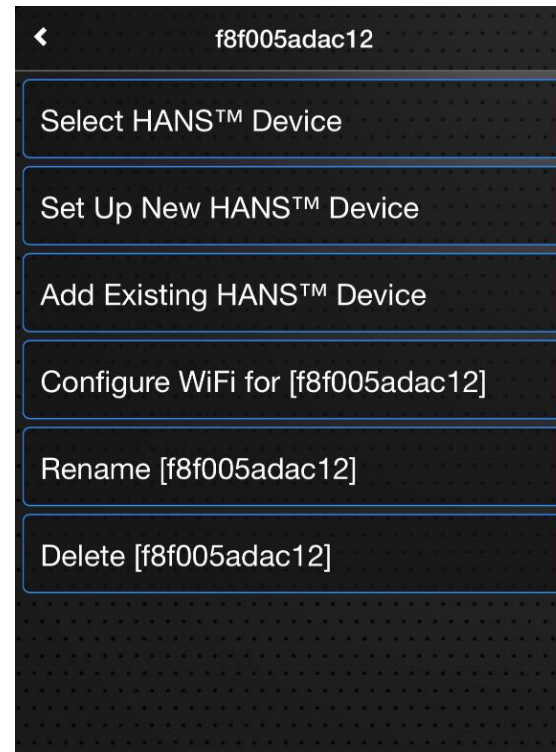 f8f005adac12
Select HANS™ Device
Set Up New HANS™ Device
Add Existing HANS™ Device
Configure WiFi for [f8f005adac12]
Rename [f8f005adac12]
Delete [f8f005adac12]